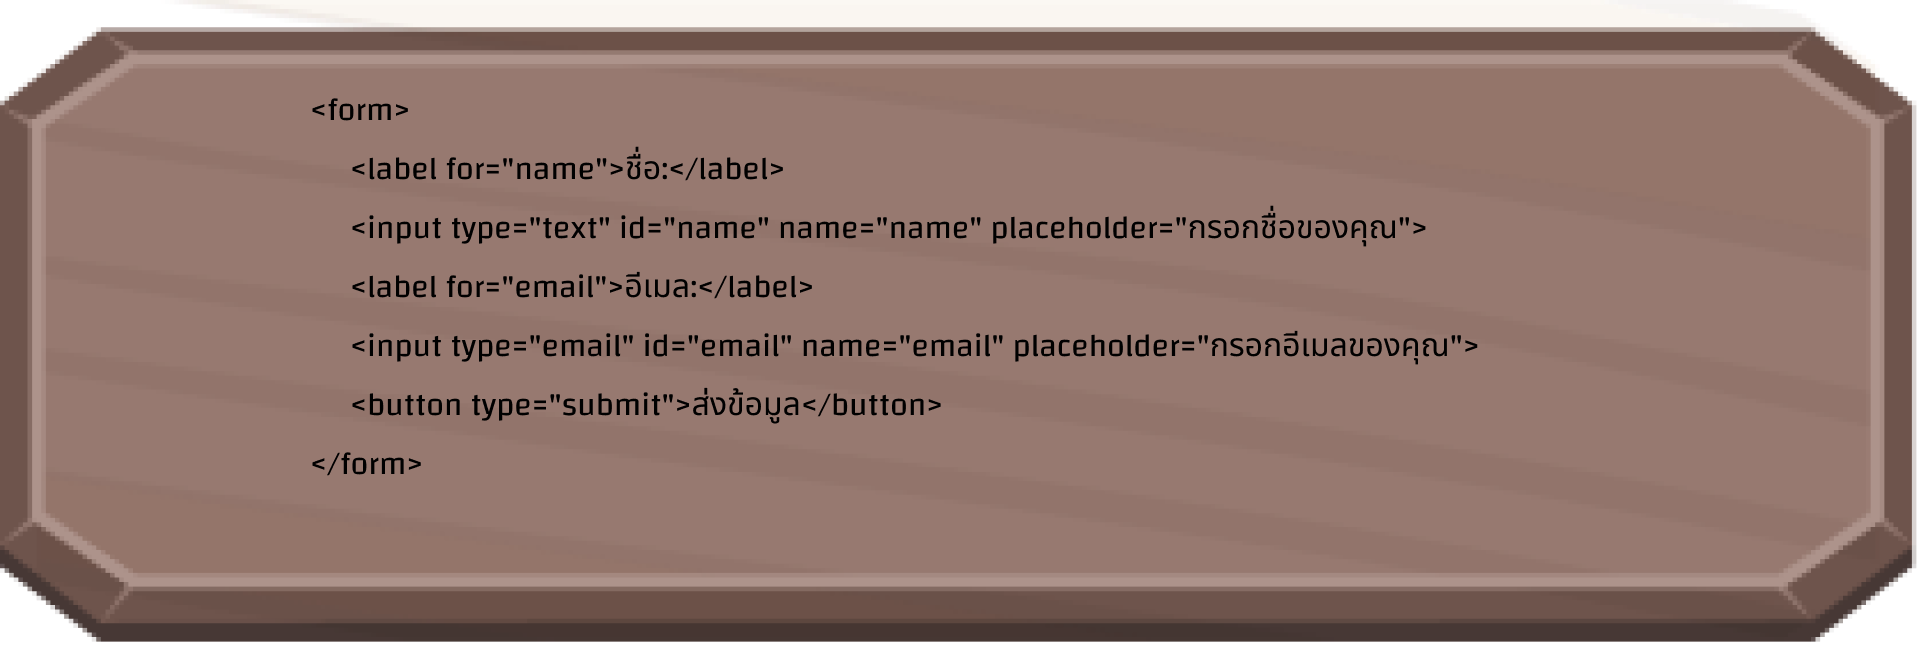 <form>
<label for="name">ชื่อ:</label>
<input type="text" id="name" name="name" placeholder="กรอกชื่อของคุณ">
<label for="email">อีเมล:</label>
<input type="email" id="email" name="email" placeholder="กรอกอีเมลของคุณ">
<button type="submit">ส่งข้อมูล</button>
</form>